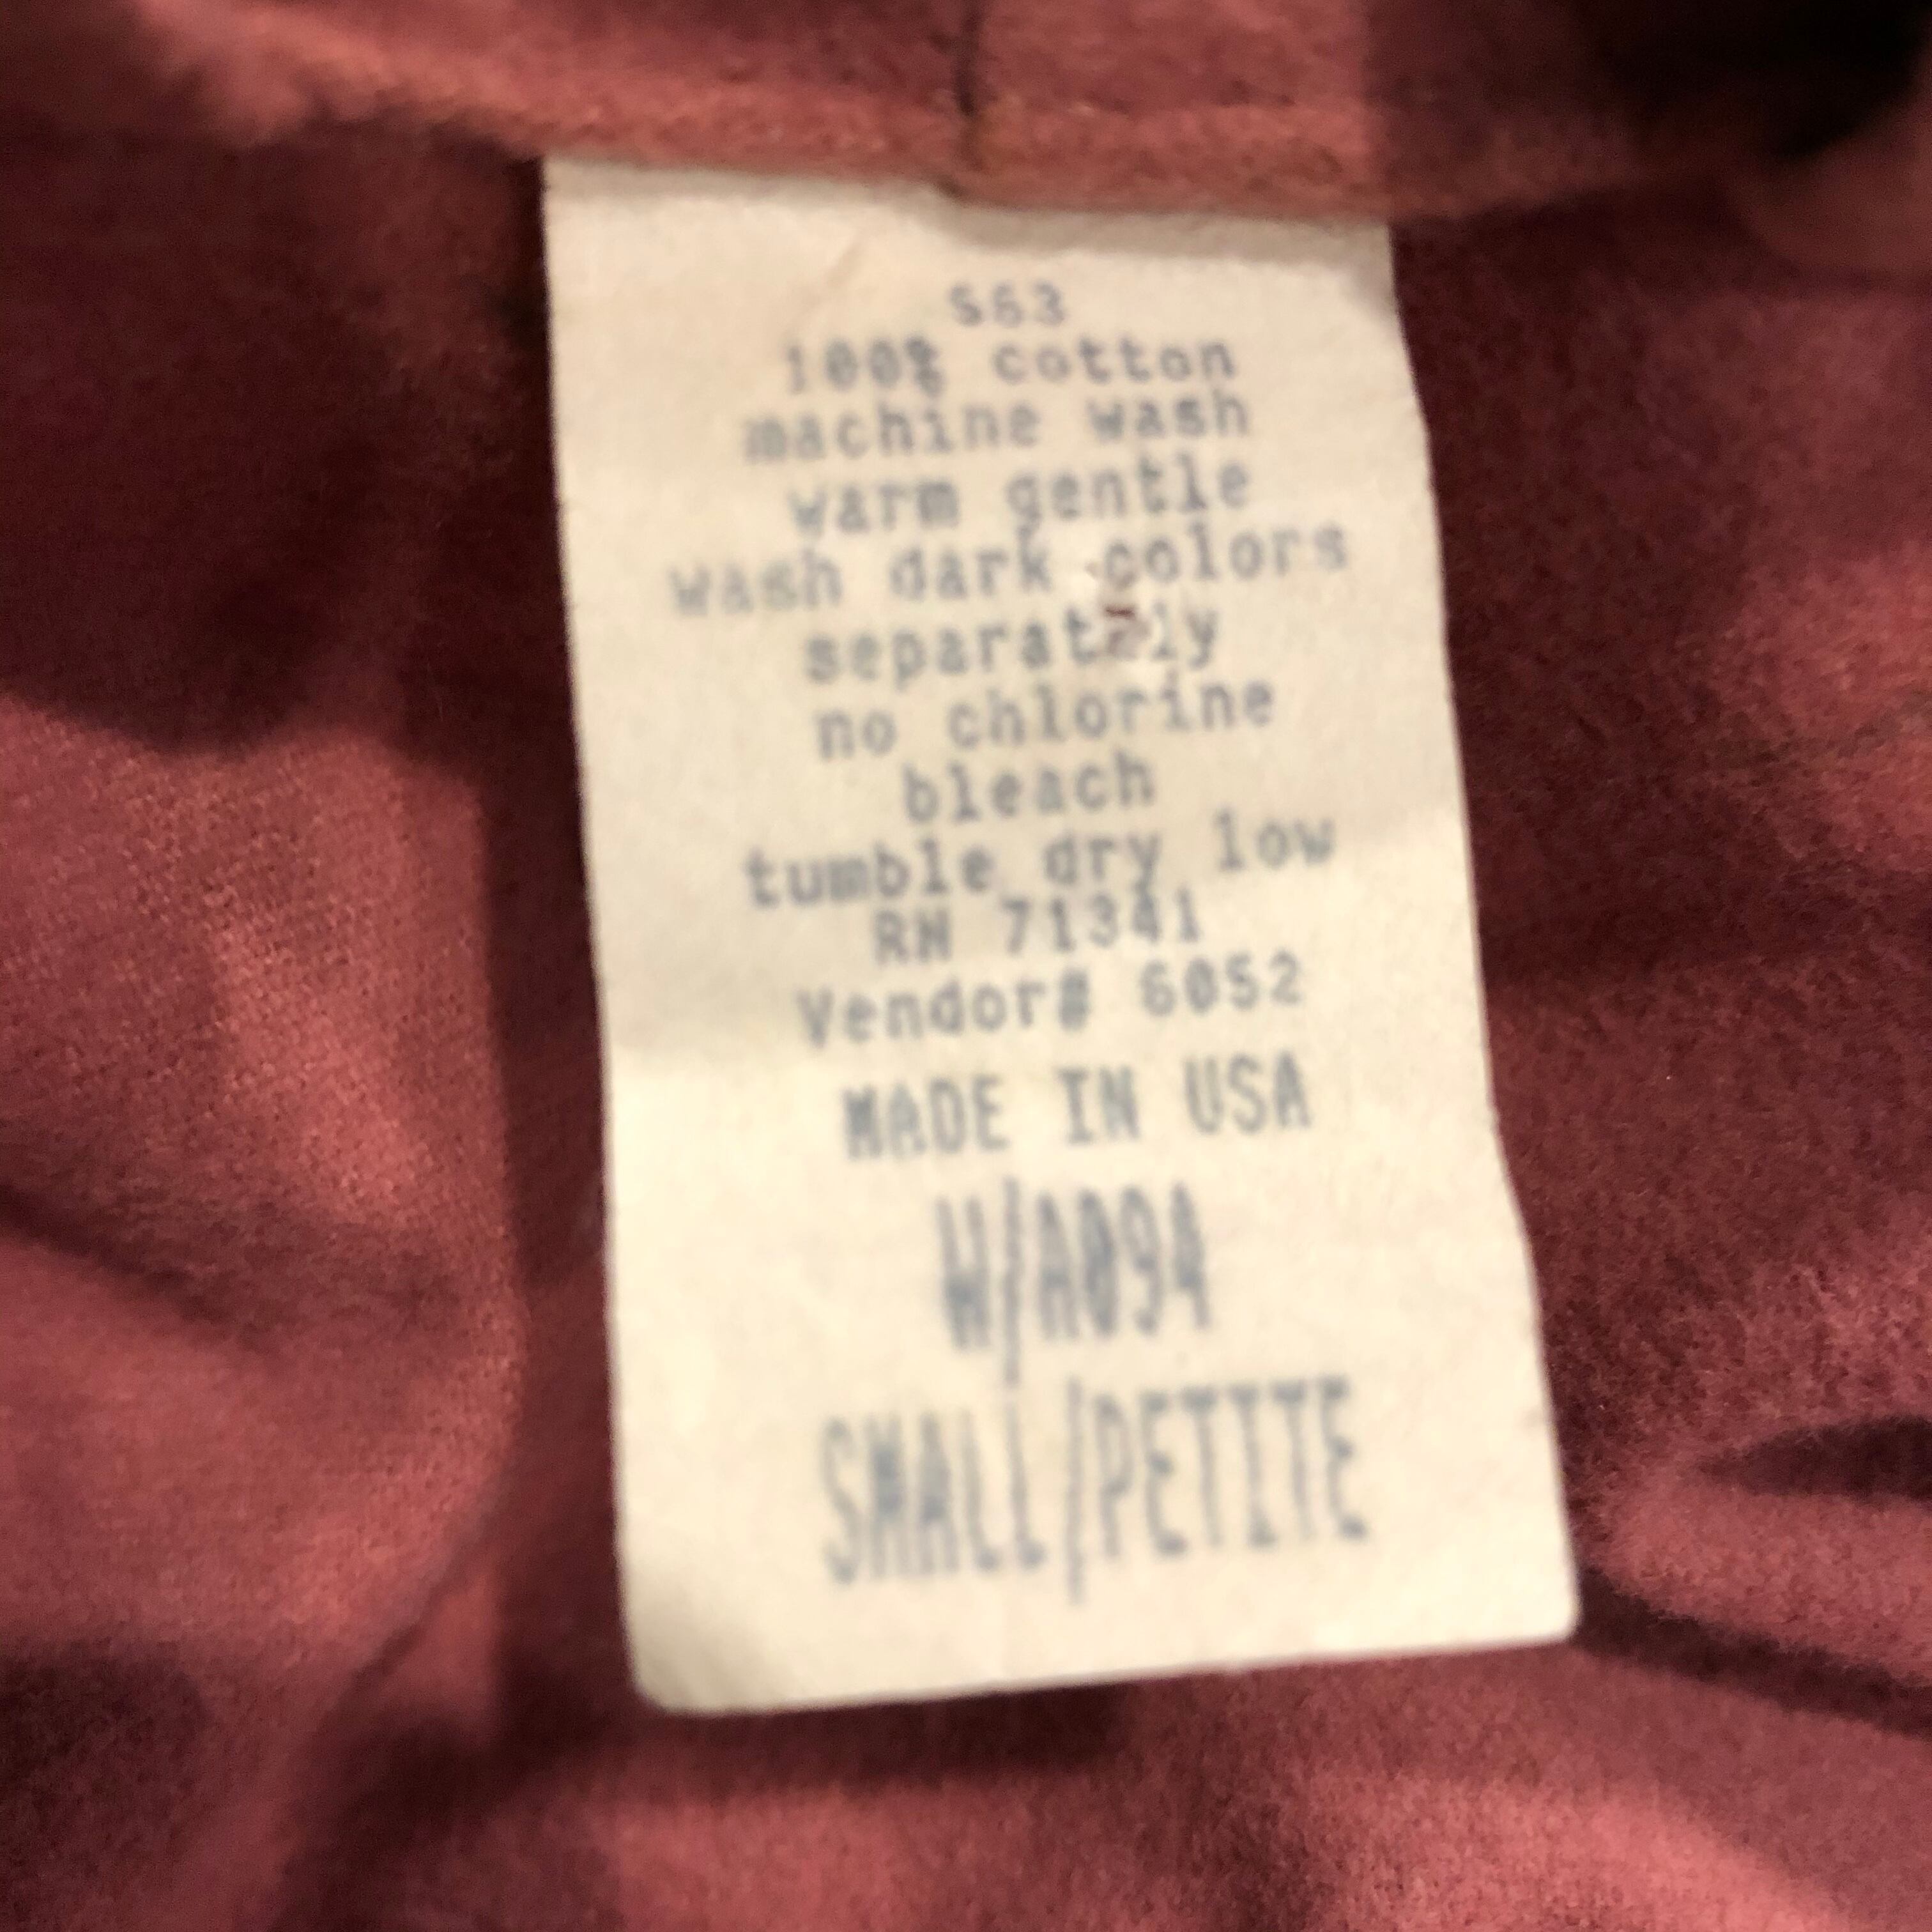 S63
100% cotton
machine wash
warm gentle
wash dark colors
separately
no chlorine
bleach
tumble dry low
RN 71341
Vendor# 6052
MADE IN USA
W/A094
SMALL/PETITE